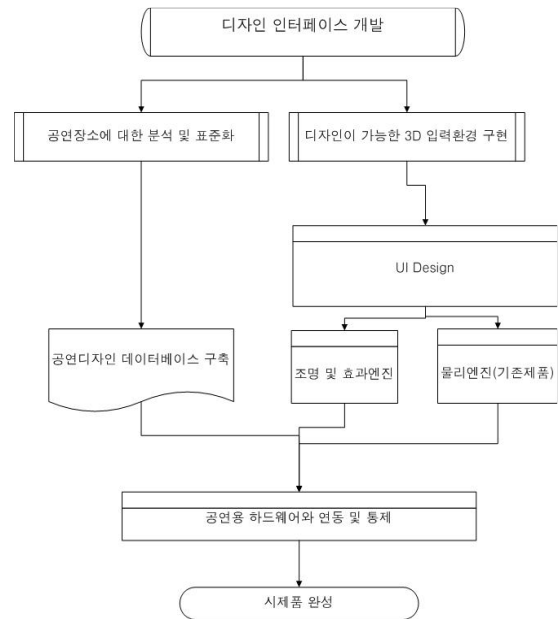 디자인 인터페이스 개발
공연장소에 대한 분석 및 표준화
디자인이 가능한 3D 입력환경 구현
UI Design
공연디자인 데이터베이스 구축
조명 및 효과엔진
물리엔진(기존제품)
공연용 하드웨어와 연동 및 통제
시제품 완성